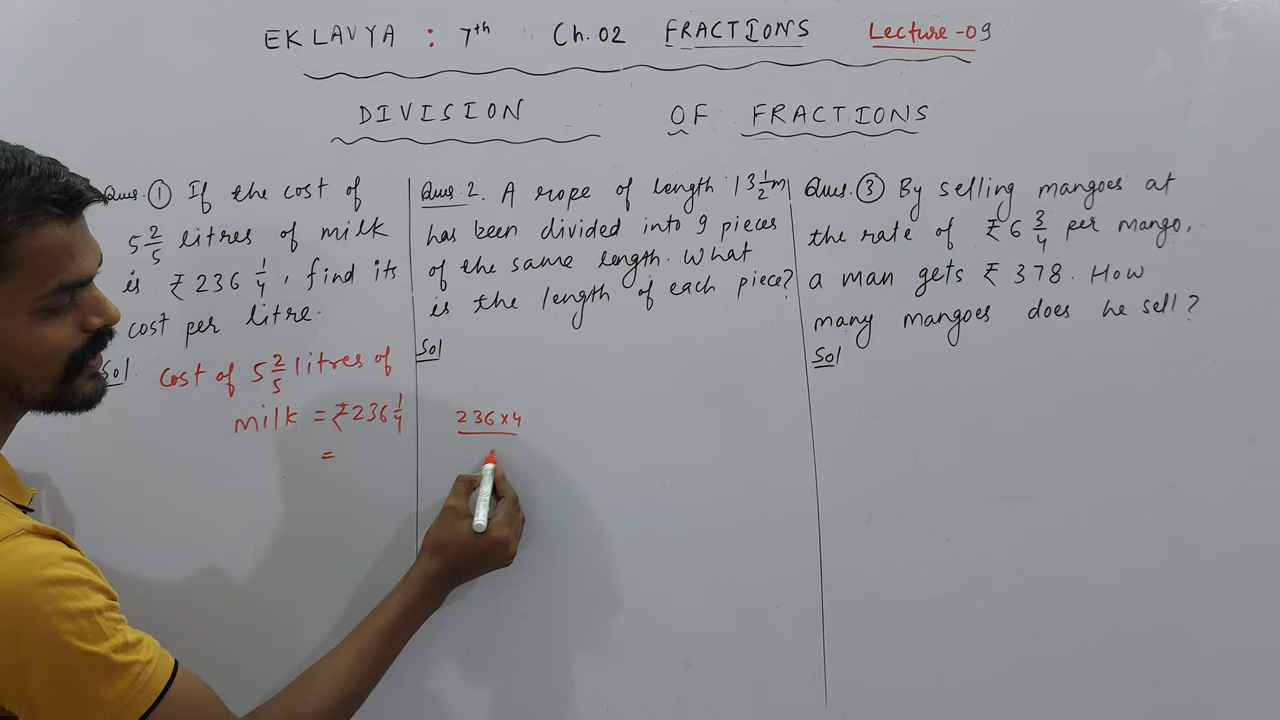 EKLAVYA : 7th Ch. 02 FRACTIONS Lecture-09
DIVISION OF FRACTIONS
Ques. ① If the cost of
5 2/5 litres of milk
is ₹ 236 1/4, find its
cost per litre.
Sol. Cost of 5 2/5 litres of
milk = ₹236 1/4
=
Ques. 2. A rope of length 13 1/2 m
has been divided into 9 pieces
of the same length. What
is the length of each piece?
Sol
236×4
Ques. ③ By selling mangoes at
the rate of ₹6 3/4 per mango,
a man gets ₹ 378. How
many mangoes does he sell?
Sol